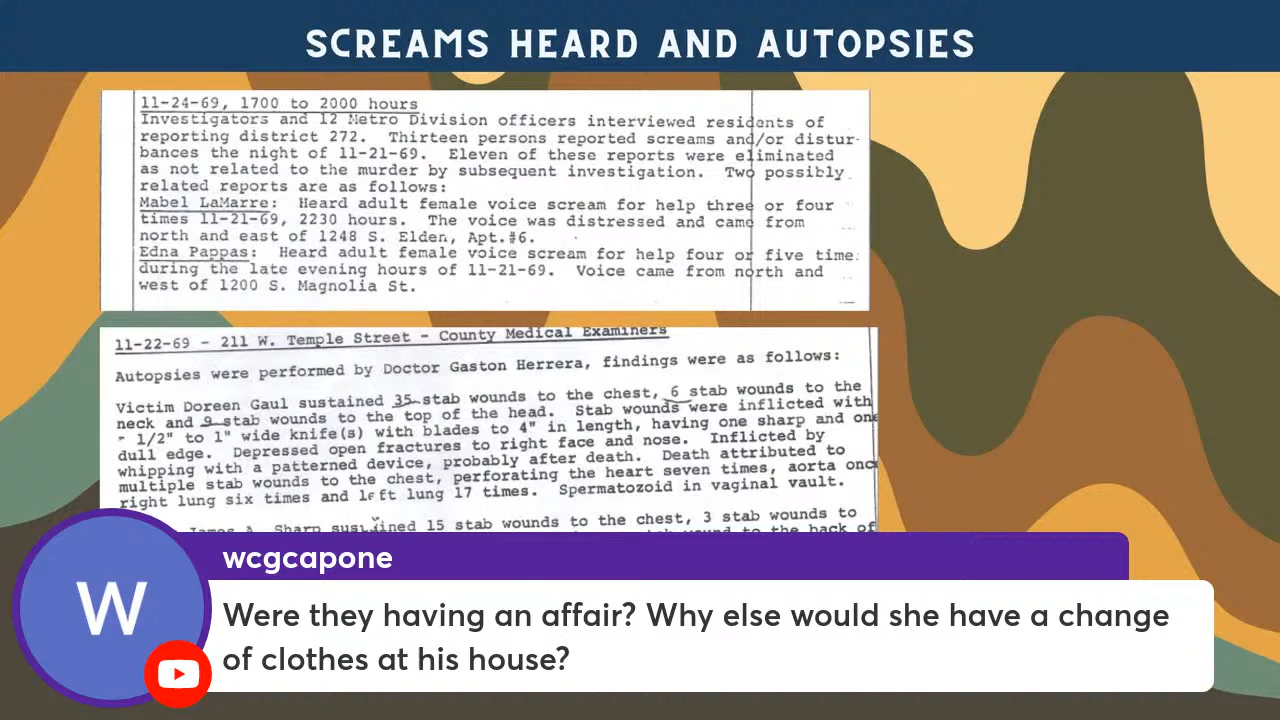 SCREAMS HEARD AND AUTOPSIES
11-24-69, 1700 to 2000 hours
Investigators and 12 Metro Division officers interviewed residents of
reporting district 272. Thirteen persons reported screams and/or distur-
bances the night of 11-21-69. Eleven of these reports were eliminated
as not related to the murder by subsequent investigation. Two possibly
related reports are as follows:
Mabel LaMarre: Heard adult female voice scream for help three or four
times 11-21-69, 2230 hours. The voice was distressed and came from
north and east of 1248 S. Elden, Apt.#6.
Edna Pappas: Heard adult female voice scream for help four or five time
during the late evening hours of 11-21-69. Voice came from north and
west of 1200 S. Magnolia St.
11-22-69 - 211 W. Temple Street - County Medical Examiners
Autopsies were performed by Doctor Gaston Herrera, findings were as follows:
Victim Doreen Gaul sustained 35 stab wounds to the chest, 6 stab wounds to the
neck and 9 stab wounds to the top of the head. Stab wounds were inflicted with
- 1/2" to 1" wide knife(s) with blades to 4" in length, having one sharp and one
dull edge. Depressed open fractures to right face and nose. Inflicted by
whipping with a patterned device, probably after death. Death attributed to
multiple stab wounds to the chest, perforating the heart seven times, aorta onc
right lung six times and left lung 17 times. Spermatozoid in vaginal vault.
James A. Sharp sustained 15 stab wounds to the chest, 3 stab wounds to
wound to the back of
W
wcgcapone
Were they having an affair? Why else would she have a change
of clothes at his house?